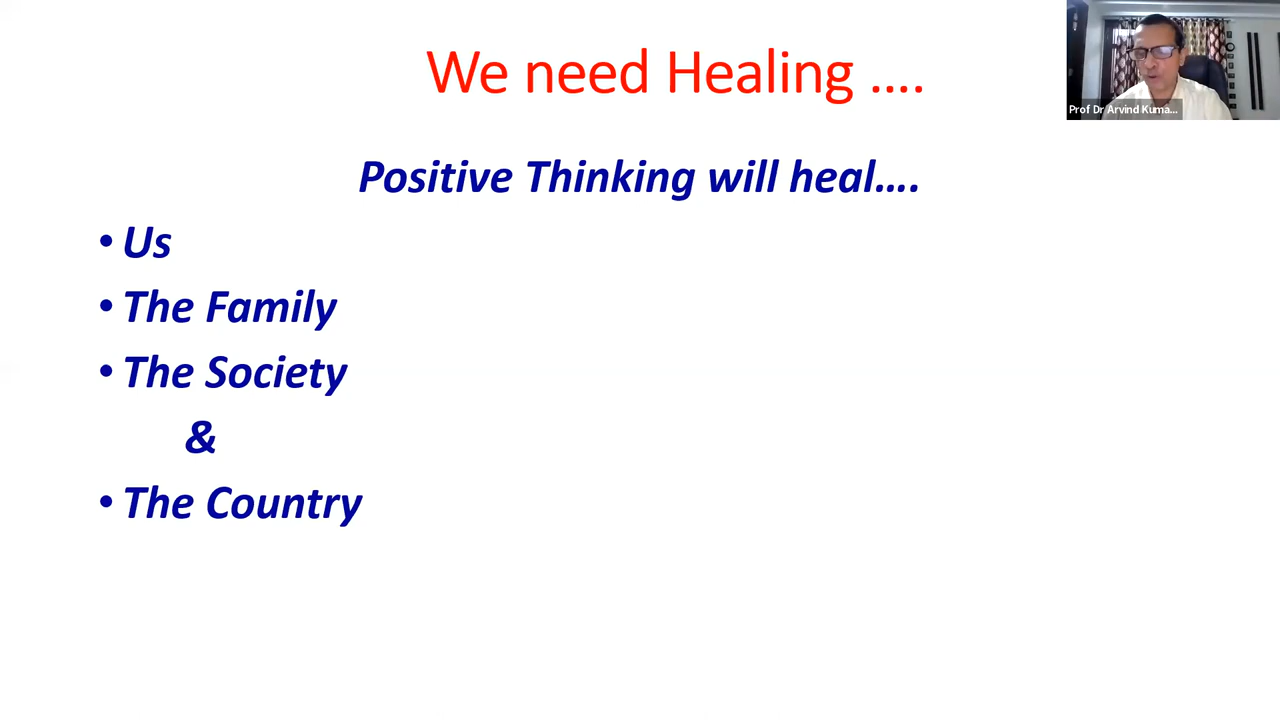 We need Healing ....
Prof Dr Arvind Kuma...
Positive Thinking will heal....
• Us
• The Family
• The Society
&
• The Country